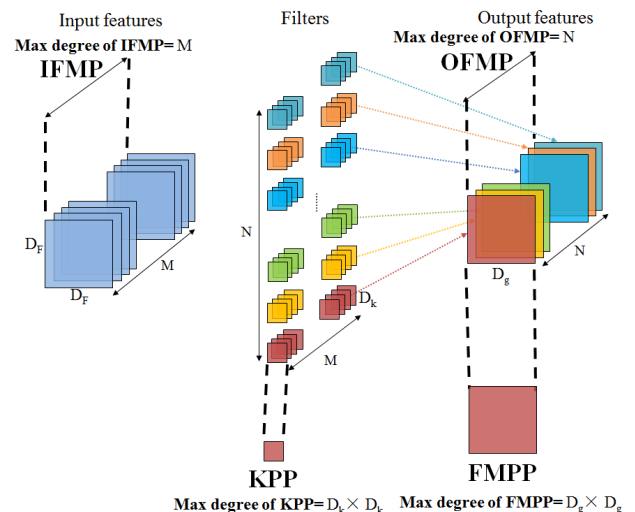 Input features
Max degree of IFMP= M
IFMP
Filters
Output features
Max degree of OFMP= N
OFMP
D_F
D_F
M
N
M
D_k
D_g
N
KPP
Max degree of KPP= D_k × D_k
FMPP
Max degree of FMPP= D_g × D_g